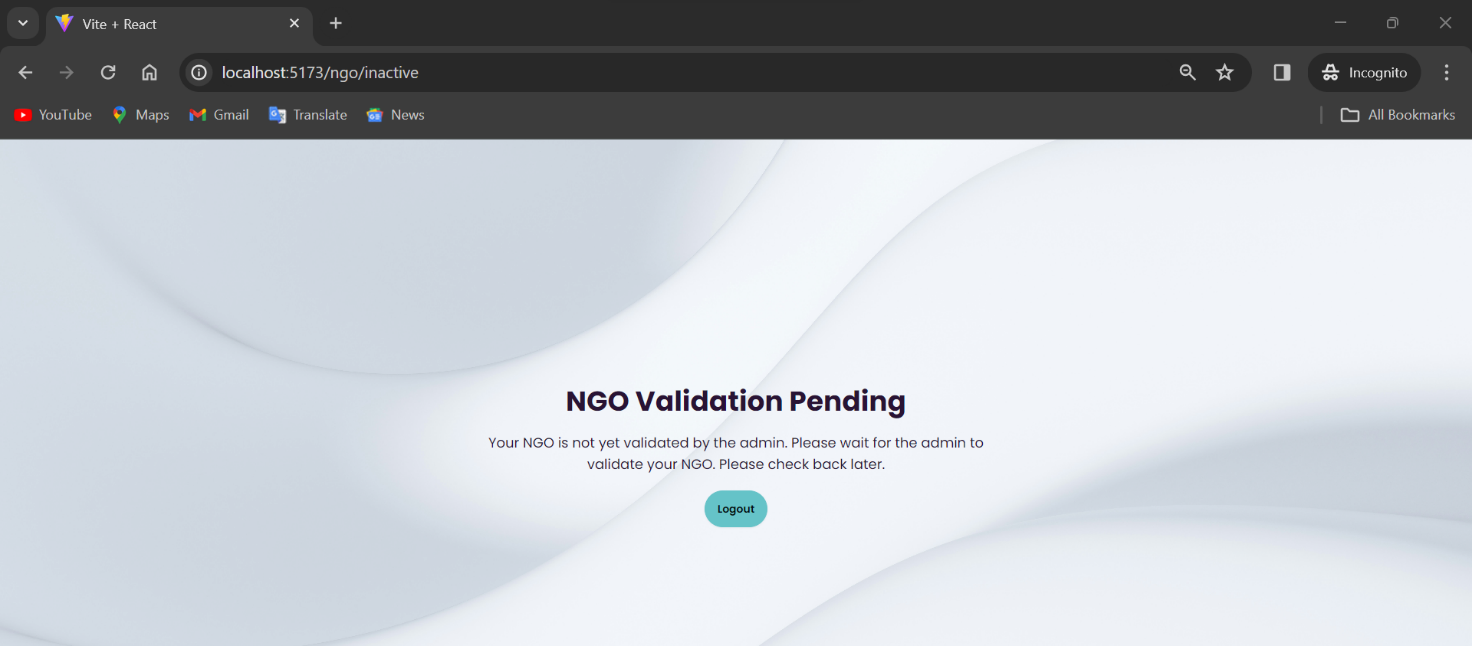 Vite + React
localhost:5173/ngo/inactive
Incognito
YouTube
Maps
Gmail
Translate
News
All Bookmarks
NGO Validation Pending
Your NGO is not yet validated by the admin. Please wait for the admin to
validate your NGO. Please check back later.
Logout